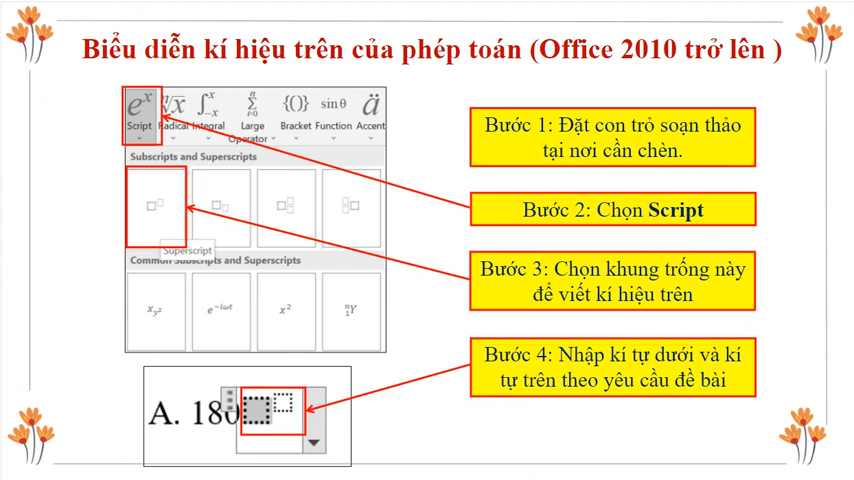 Biểu diễn kí hiệu trên của phép toán (Office 2010 trở lên )
Script Radical Integral Large Operator Bracket Function Accent
sin θ
Subscripts and Superscripts
Superscript
Common Subscripts and Superscripts
A. 180
Bước 1: Đặt con trỏ soạn thảo
tại nơi cần chèn.
Bước 2: Chọn Script
Bước 3: Chọn khung trống này
để viết kí hiệu trên
Bước 4: Nhập kí tự dưới và kí
tự trên theo yêu cầu đề bài